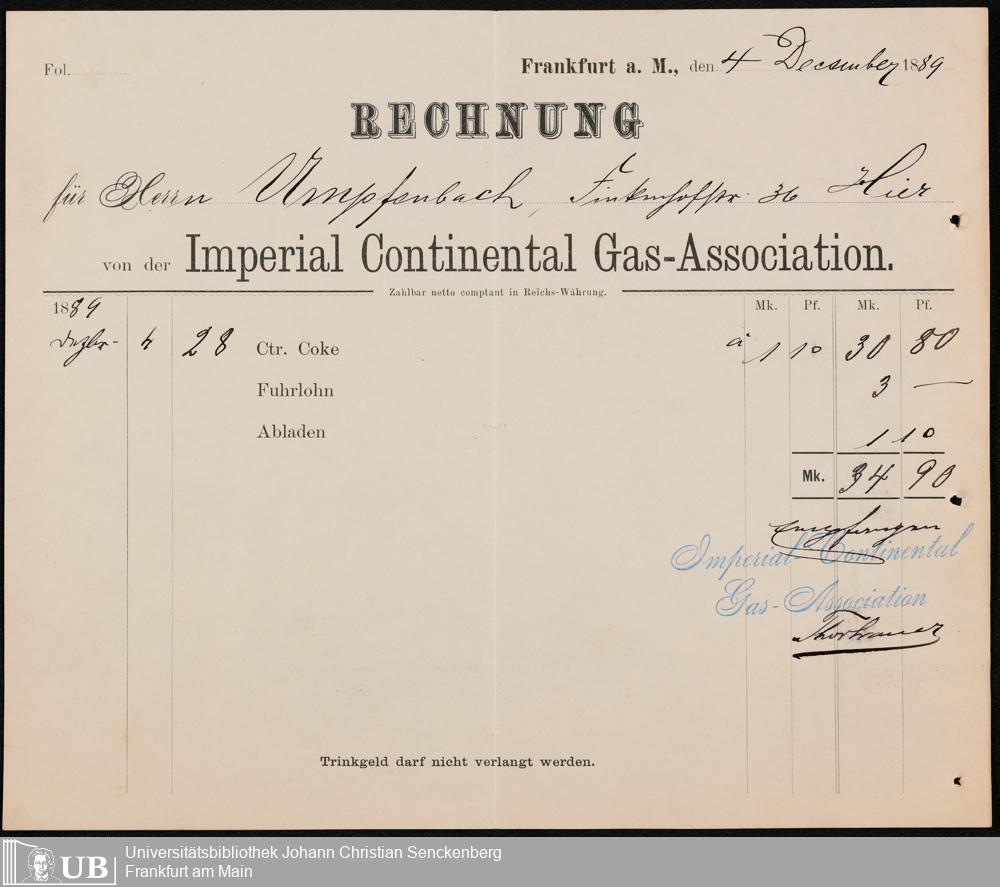 Fol. Frankfurt a. M., den 4 December 1889
RECHNUNG
für Herrn Umpfenbach, Finkenhofstr. 36 Hier
von der Imperial Continental Gas-Association.
Zahlbar netto comptant in Reichs-Währung.
1889 Mk. Pf. Mk. Pf.
Dezbr. 4 28 Ctr. Coke à 1 10 30 80
Fuhrlohn 3 —
Abladen 1 10
Mk. 34 90
empfangen
Imperial-Continental
Gas-Association
Trinkgeld darf nicht verlangt werden.
UB Universitätsbibliothek Johann Christian Senckenberg
Frankfurt am Main